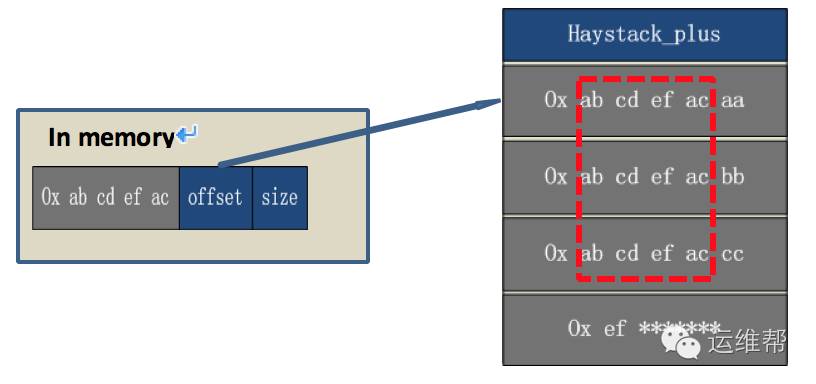 In memory
0x ab cd ef ac offset size
Haystack_plus
0x ab cd ef ac aa
0x ab cd ef ac bb
0x ab cd ef ac cc
0x ef *******
运维帮